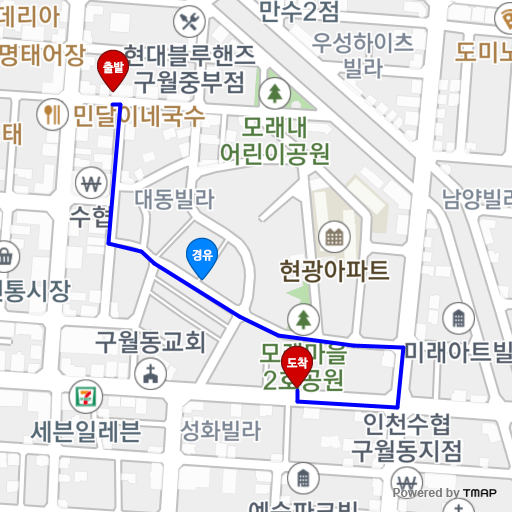 데리아
만수2점
명태어장
현대블루핸즈
구월중부점
우성하이츠
빌라
도미노
출발
민달이네국수
태
모래내
어린이공원
수협
대동빌라
남양빌라
경유
현광아파트
전통시장
구월동교회
모래마을
2호공원
도착
미래아트빌
7
세븐일레븐
성화빌라
인천수협
구월동지점
예수파크빌
Powered by TMAP